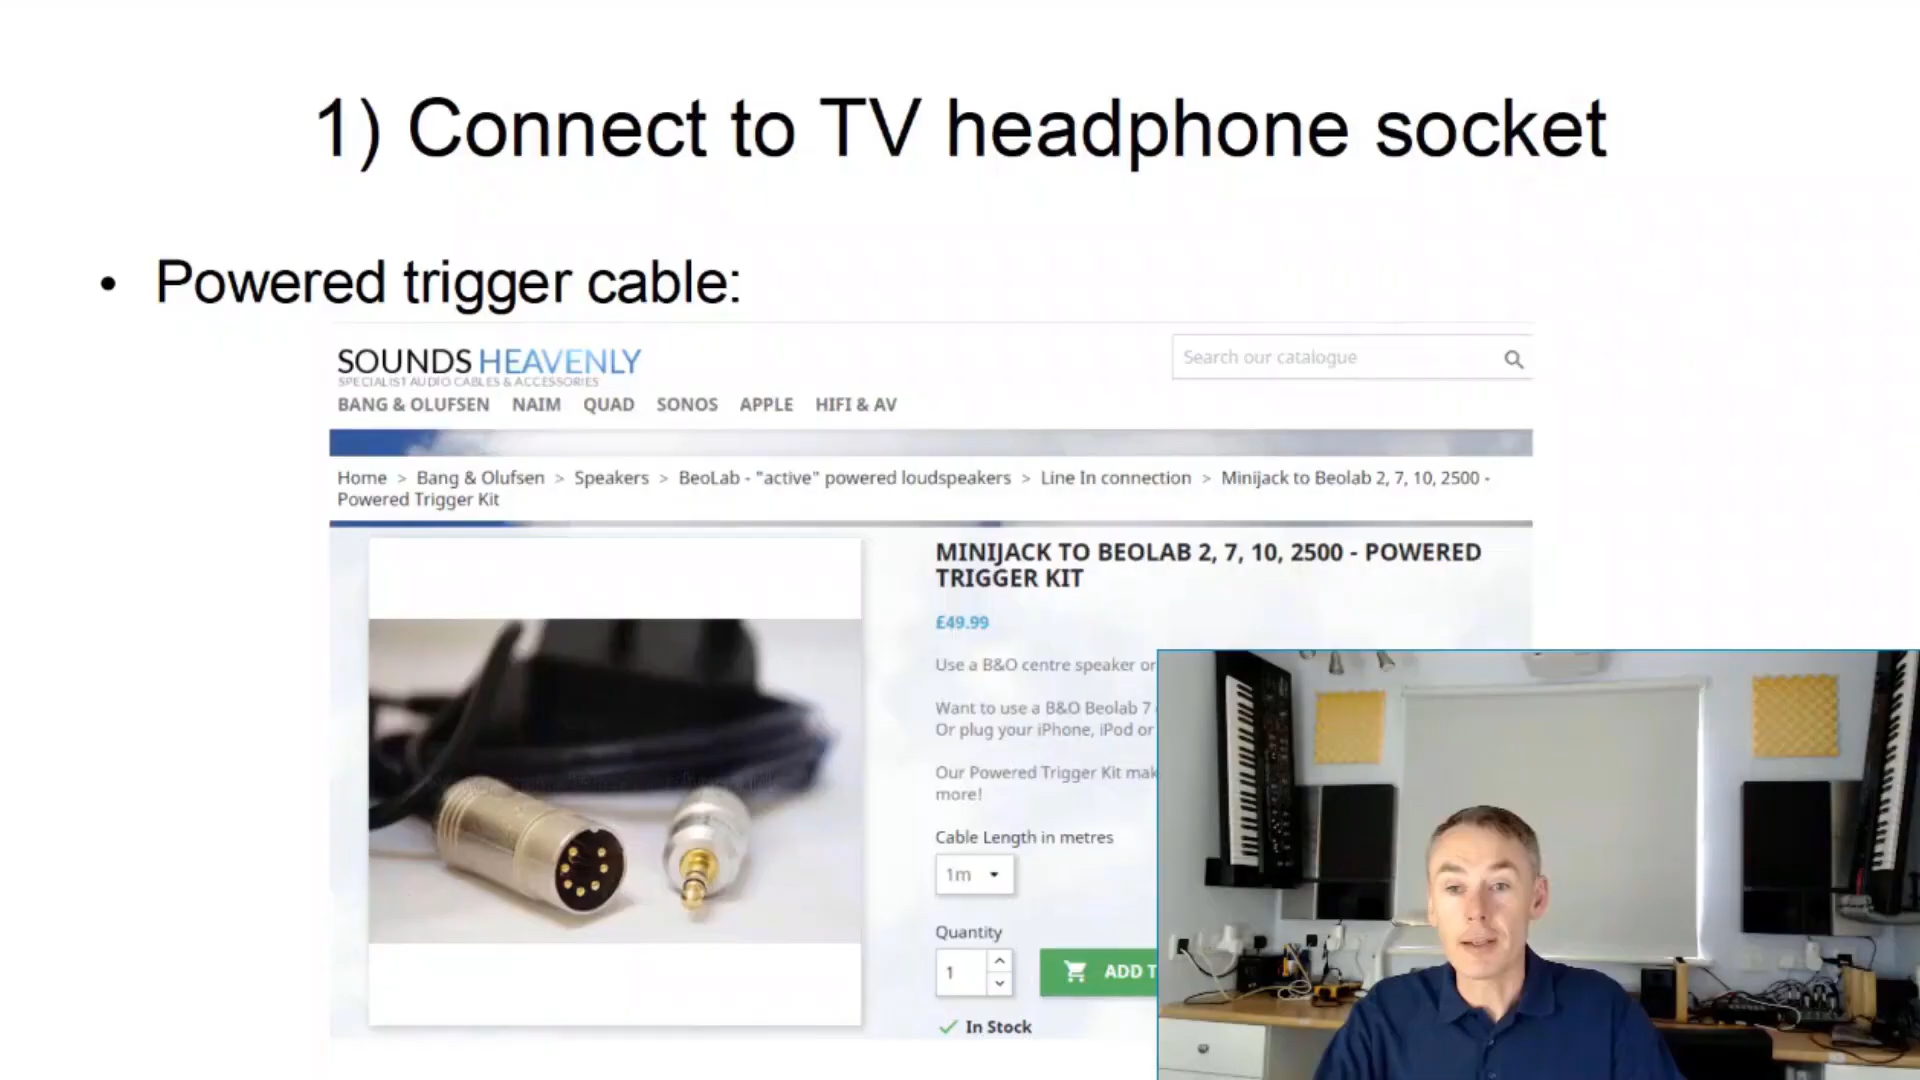 1) Connect to TV headphone socket
• Powered trigger cable:
SOUNDS HEAVENLY
SPECIALIST AUDIO CABLES & ACCESSORIES
Search our catalogue
BANG & OLUFSEN NAIM QUAD SONOS APPLE HIFI & AV
Home > Bang & Olufsen > Speakers > BeoLab - "active" powered loudspeakers > Line In connection > Minijack to Beolab 2, 7, 10, 2500 -
Powered Trigger Kit
MINIJACK TO BEOLAB 2, 7, 10, 2500 - POWERED
TRIGGER KIT
£49.99
Use a B&O centre speaker or
Want to use a B&O Beolab 7
Or plug your iPhone, iPod or
Our Powered Trigger Kit mak
more!
Cable Length in metres
1m
Quantity
1
ADD T
In Stock